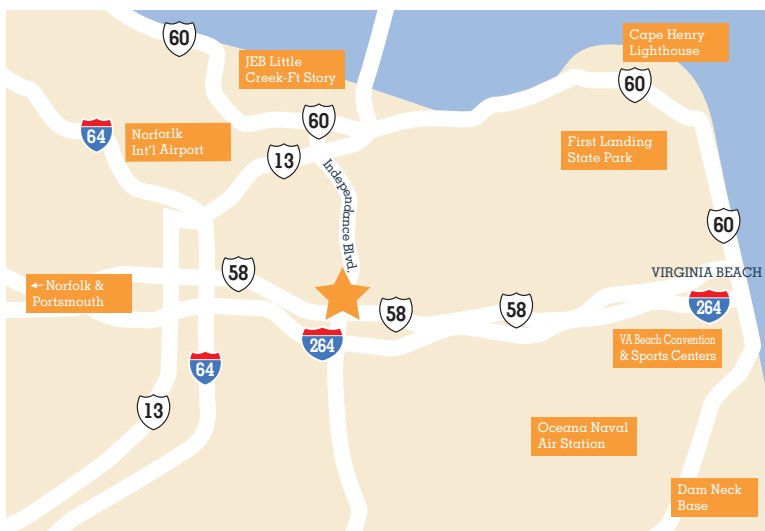 60
Cape Henry
Lighthouse
JEB Little
Creek-Ft Story
60
60
64
Norforlk
Int'l Airport
13
First Landing
State Park
Independance Blvd.
60
58
VIRGINIA BEACH
← Norfolk &
Portsmouth
58
58
264
264
VA Beach Convention
& Sports Centers
64
13
Oceana Naval
Air Station
Dam Neck
Base